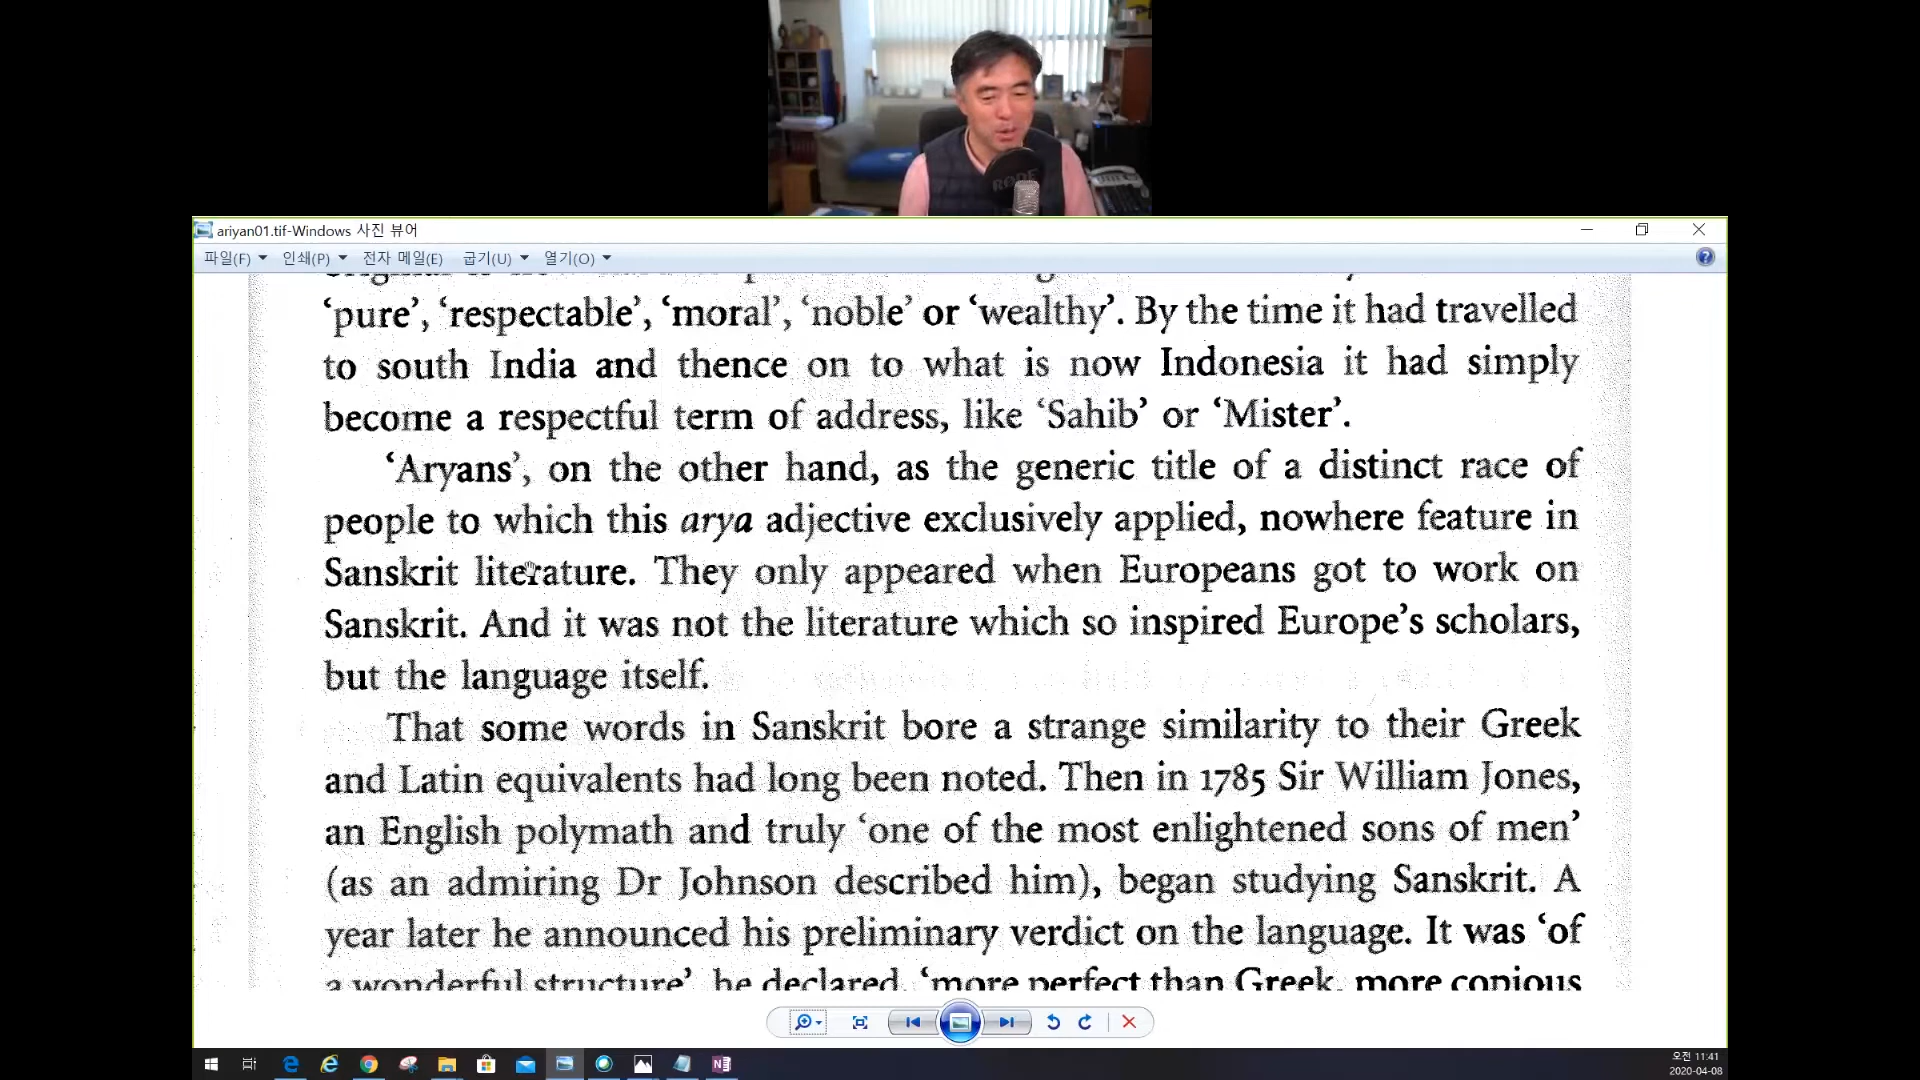 RODE
ariyan01.tif-Windows 사진 뷰어
파일(F) 인쇄(P) 전자 메일(E) 굽기(U) 열기(O)
‘pure’, ‘respectable’, ‘moral’, ‘noble’ or ‘wealthy’. By the time it had travelled
to south India and thence on to what is now Indonesia it had simply
become a respectful term of address, like ‘Sahib’ or ‘Mister’.
‘Aryans’, on the other hand, as the generic title of a distinct race of
people to which this arya adjective exclusively applied, nowhere feature in
Sanskrit literature. They only appeared when Europeans got to work on
Sanskrit. And it was not the literature which so inspired Europe’s scholars,
but the language itself.
That some words in Sanskrit bore a strange similarity to their Greek
and Latin equivalents had long been noted. Then in 1785 Sir William Jones,
an English polymath and truly ‘one of the most enlightened sons of men’
(as an admiring Dr Johnson described him), began studying Sanskrit. A
year later he announced his preliminary verdict on the language. It was ‘of
a wonderful structure’, he declared, ‘more perfect than Greek, more copious
오전 11:41
2020-04-08